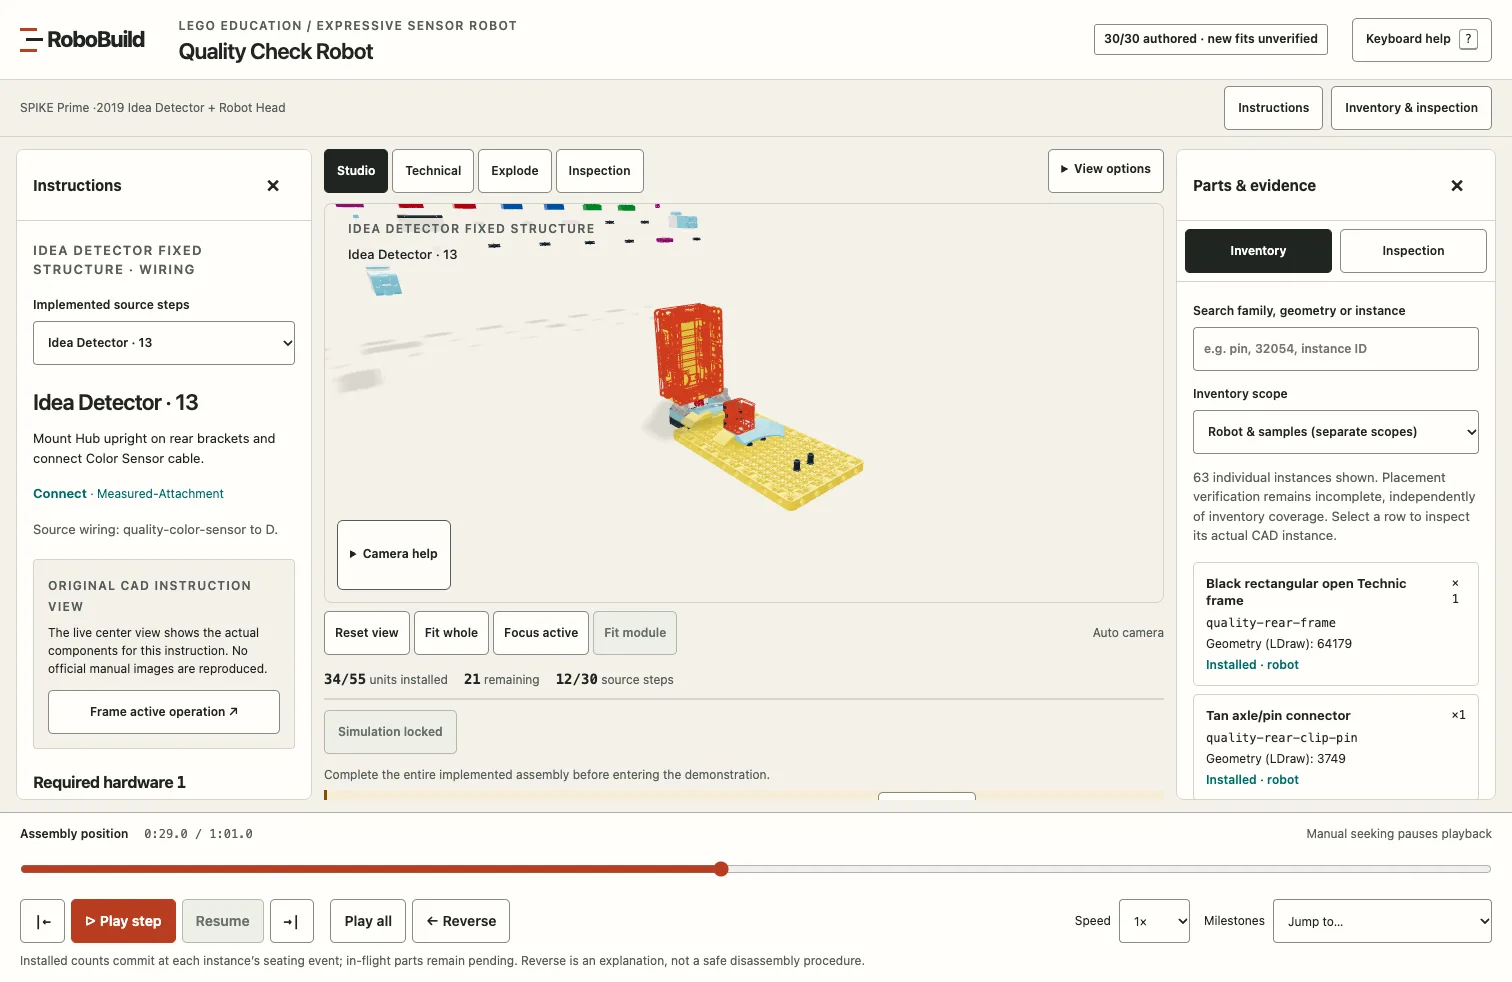 RoboBuild
LEGO EDUCATION / EXPRESSIVE SENSOR ROBOT
Quality Check Robot
30/30 authored · new fits unverified
Keyboard help ?
SPIKE Prime ·2019 Idea Detector + Robot Head
Instructions
Inventory & inspection
Instructions
IDEA DETECTOR FIXED
STRUCTURE · WIRING
Implemented source steps
Idea Detector · 13
Idea Detector · 13
Mount Hub upright on rear brackets and
connect Color Sensor cable.
Connect · Measured-Attachment
Source wiring: quality-color-sensor to D.
ORIGINAL CAD INSTRUCTION
VIEW
The live center view shows the actual
components for this instruction. No
official manual images are reproduced.
Frame active operation ↗
Required hardware 1
Studio
Technical
Explode
Inspection
View options
IDEA DETECTOR FIXED STRUCTURE
Idea Detector · 13
Camera help
Reset view
Fit whole
Focus active
Fit module
Auto camera
34/55 units installed 21 remaining 12/30 source steps
Simulation locked
Complete the entire implemented assembly before entering the demonstration.
Parts & evidence
Inventory
Inspection
Search family, geometry or instance
e.g. pin, 32054, instance ID
Inventory scope
Robot & samples (separate scopes)
63 individual instances shown. Placement
verification remains incomplete, independently
of inventory coverage. Select a row to inspect
its actual CAD instance.
Black rectangular open Technic
frame
×
1
quality-rear-frame
Geometry (LDraw): 64179
Installed · robot
Tan axle/pin connector ×1
quality-rear-clip-pin
Geometry (LDraw): 3749
Installed · robot
Assembly position 0:29.0 / 1:01.0
Manual seeking pauses playback
|←
▷ Play step
Resume
→|
Play all
← Reverse
Speed
1×
Milestones
Jump to...
Installed counts commit at each instance's seating event; in-flight parts remain pending. Reverse is an explanation, not a safe disassembly procedure.